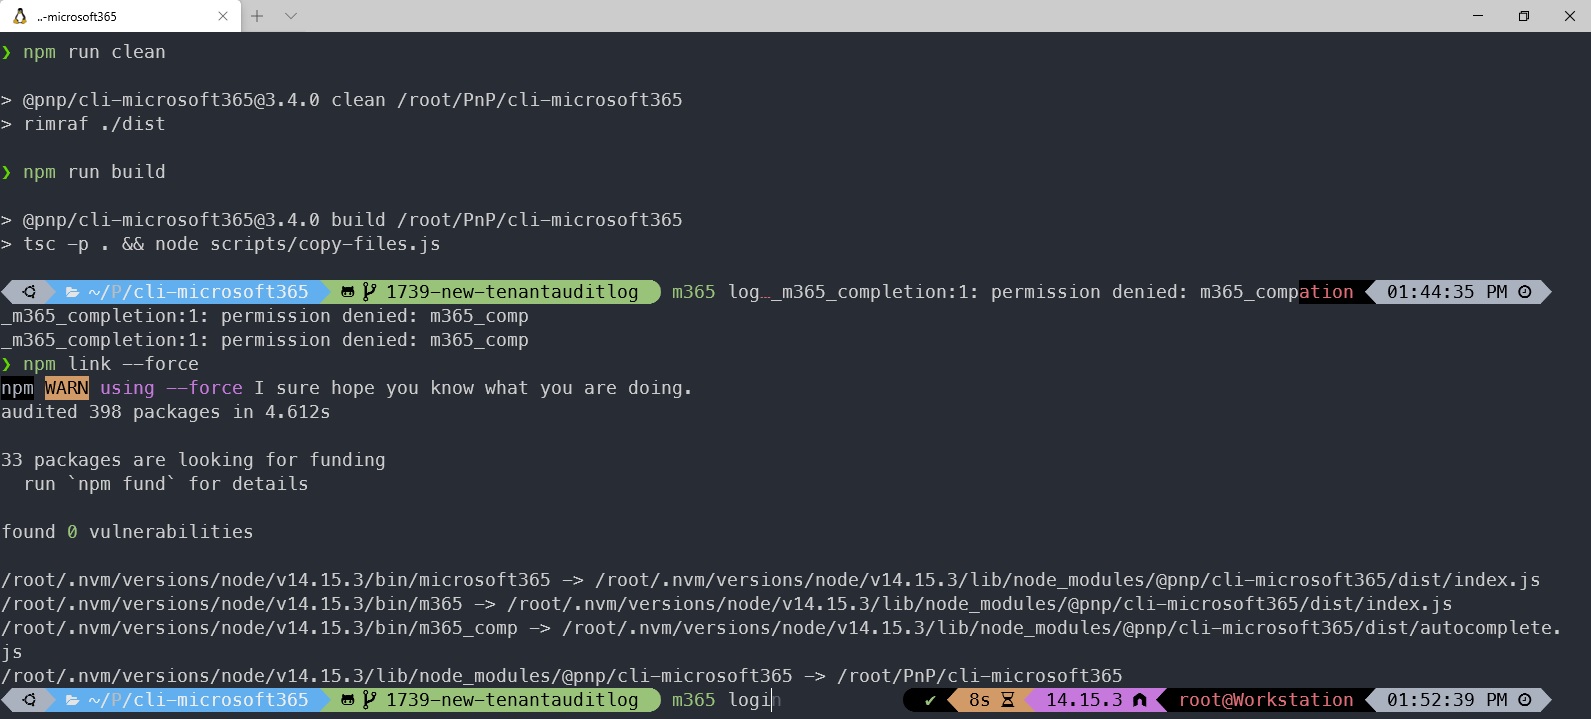 ..-microsoft365
❯ npm run clean
> @pnp/cli-microsoft365@3.4.0 clean /root/PnP/cli-microsoft365
> rimraf ./dist
❯ npm run build
> @pnp/cli-microsoft365@3.4.0 build /root/PnP/cli-microsoft365
> tsc -p . && node scripts/copy-files.js
~/P/cli-microsoft365 1739-new-tenantauditlog m365 log…_m365_completion:1: permission denied: m365_compation 01:44:35 PM
_m365_completion:1: permission denied: m365_comp
_m365_completion:1: permission denied: m365_comp
❯ npm link --force
npm WARN using --force I sure hope you know what you are doing.
audited 398 packages in 4.612s
33 packages are looking for funding
run `npm fund` for details
found 0 vulnerabilities
/root/.nvm/versions/node/v14.15.3/bin/microsoft365 -> /root/.nvm/versions/node/v14.15.3/lib/node_modules/@pnp/cli-microsoft365/dist/index.js
/root/.nvm/versions/node/v14.15.3/bin/m365 -> /root/.nvm/versions/node/v14.15.3/lib/node_modules/@pnp/cli-microsoft365/dist/index.js
/root/.nvm/versions/node/v14.15.3/bin/m365_comp -> /root/.nvm/versions/node/v14.15.3/lib/node_modules/@pnp/cli-microsoft365/dist/autocomplete.
js
/root/.nvm/versions/node/v14.15.3/lib/node_modules/@pnp/cli-microsoft365 -> /root/PnP/cli-microsoft365
~/P/cli-microsoft365 1739-new-tenantauditlog m365 login ✔ 8s 14.15.3 root@Workstation 01:52:39 PM